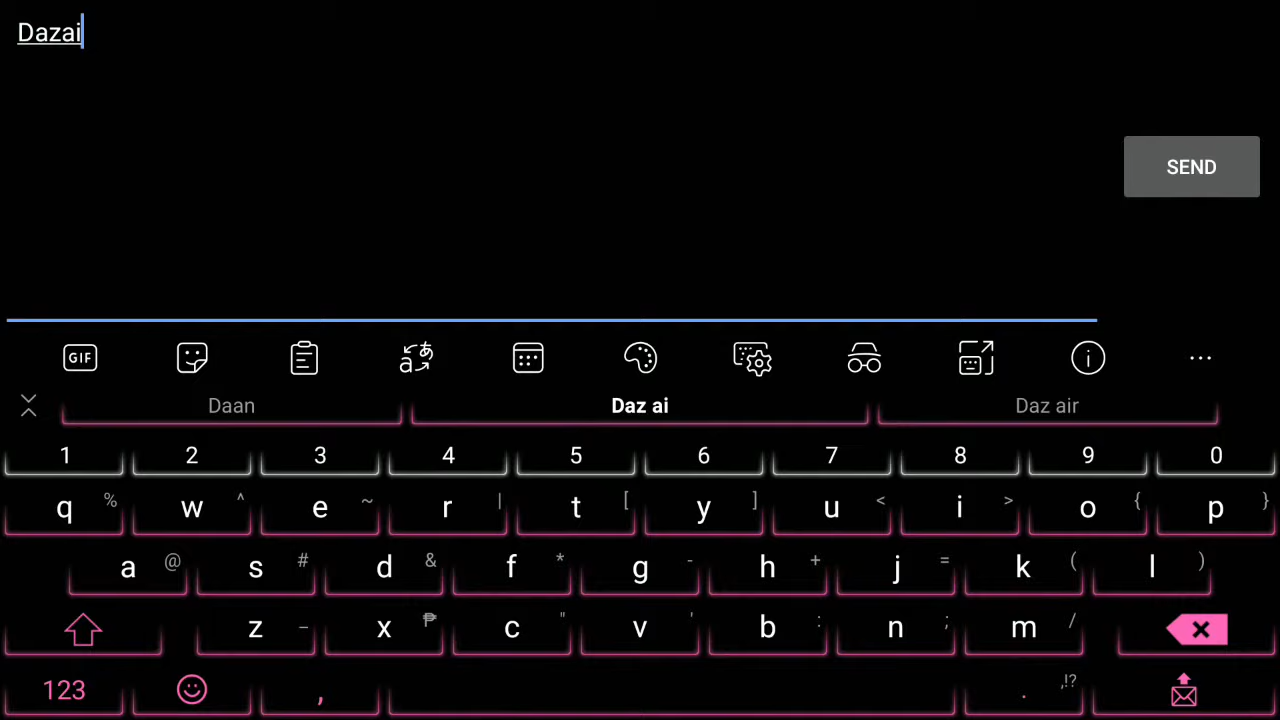 Dazai
SEND
GIF
Daan Daz ai Daz air
1 2 3 4 5 6 7 8 9 0
q % w ^ e ~ r | t [ y ] u < i > o { p }
a @ s # d & f * g - h + j = k ( l )
z _ x ₱ c " v ' b : n ; m /
123 , . ,!?